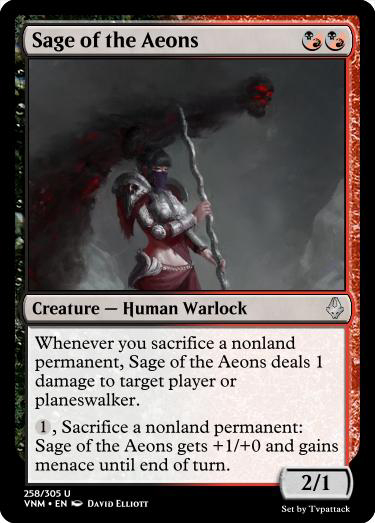 Sage of the Aeons
Creature — Human Warlock
Whenever you sacrifice a nonland
permanent, Sage of the Aeons deals 1
damage to target player or
planeswalker.
1, Sacrifice a nonland permanent:
Sage of the Aeons gets +1/+0 and gains
menace until end of turn.
2/1
258/305 U
VNM • EN David Elliott
Set by Tvpattack